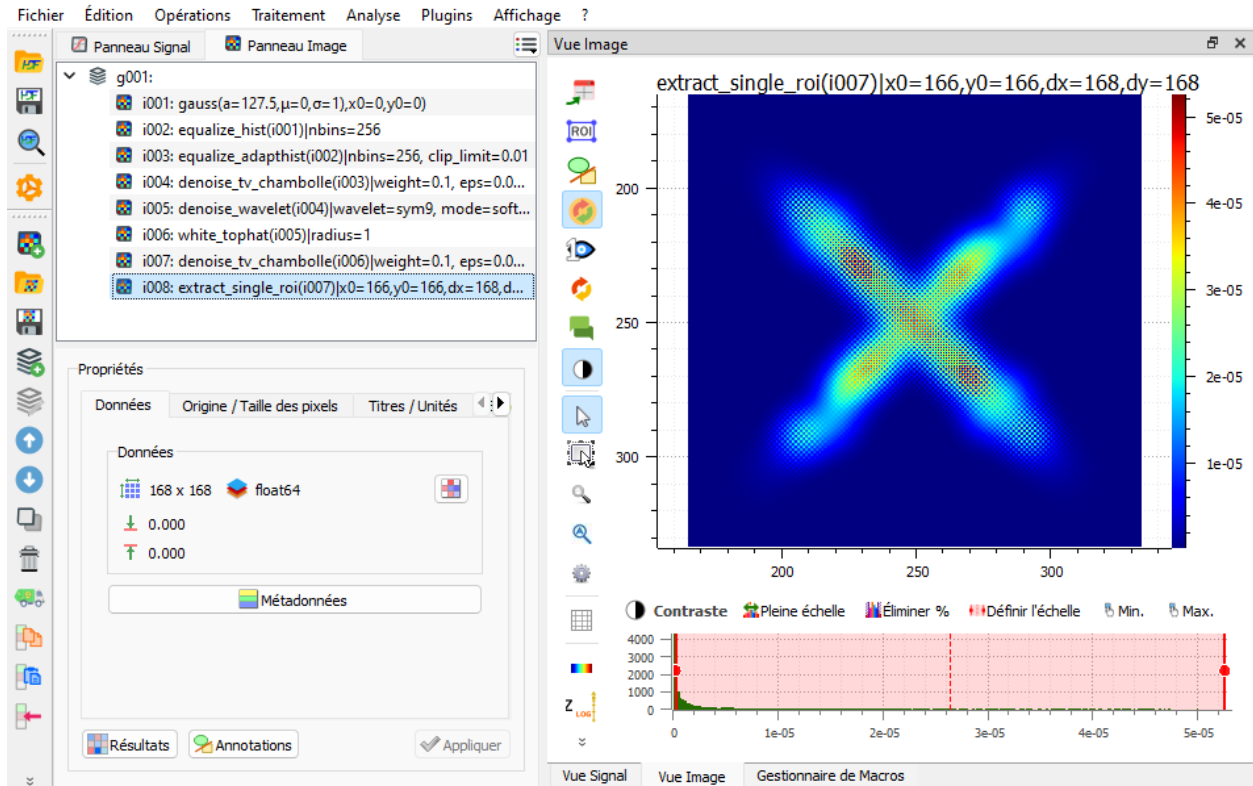 Fichier Édition Opérations Traitement Analyse Plugins Affichage ?
Panneau Signal Panneau Image
g001:
i001: gauss(a=127.5,μ=0,σ=1),x0=0,y0=0)
i002: equalize_hist(i001)|nbins=256
i003: equalize_adapthist(i002)|nbins=256, clip_limit=0.01
i004: denoise_tv_chambolle(i003)|weight=0.1, eps=0.0...
i005: denoise_wavelet(i004)|wavelet=sym9, mode=soft...
i006: white_tophat(i005)|radius=1
i007: denoise_tv_chambolle(i006)|weight=0.1, eps=0.0...
i008: extract_single_roi(i007)|x0=166,y0=166,dx=168,d...
Propriétés
Données Origine / Taille des pixels Titres / Unités
Données
168 x 168 float64
0.000
0.000
Métadonnées
Résultats Annotations Appliquer
Vue Image
extract_single_roi(i007)|x0=166,y0=166,dx=168,dy=168
HDF
HDF
ROI
1
Z LOG
200
250
300
200 250 300
5e-05
4e-05
3e-05
2e-05
1e-05
Contraste Pleine échelle Éliminer % Définir l'échelle Min. Max.
4000
3000
2000
1000
0
0 1e-05 2e-05 3e-05 4e-05 5e-05
Vue Signal Vue Image Gestionnaire de Macros